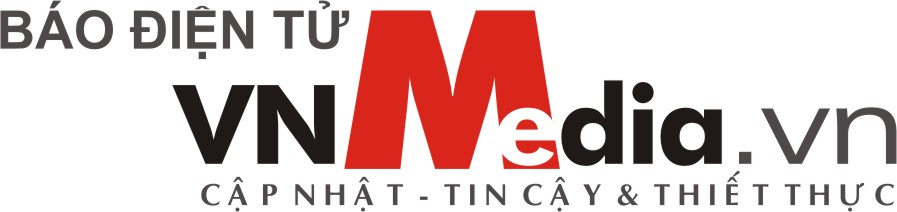 BÁO ĐIỆN TỬ
VNMedia.vn
CẬP NHẬT - TIN CẬY & THIẾT THỰC